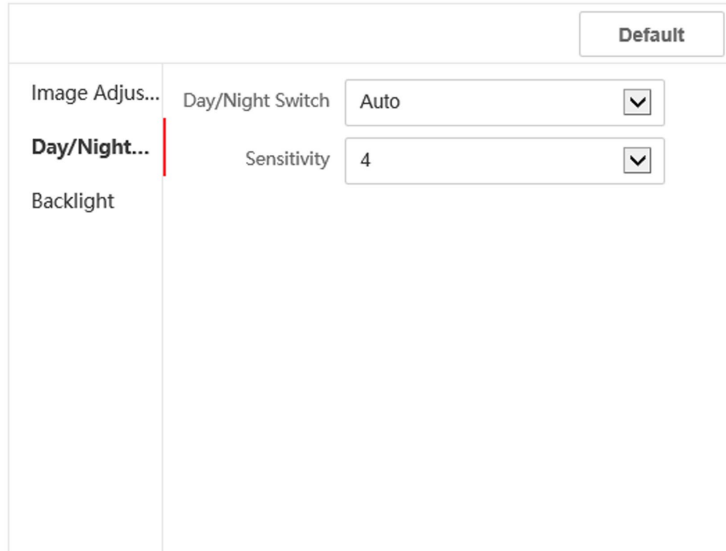 Default
Image Adjus...
Day/Night Switch Auto
Day/Night...
Sensitivity 4
Backlight